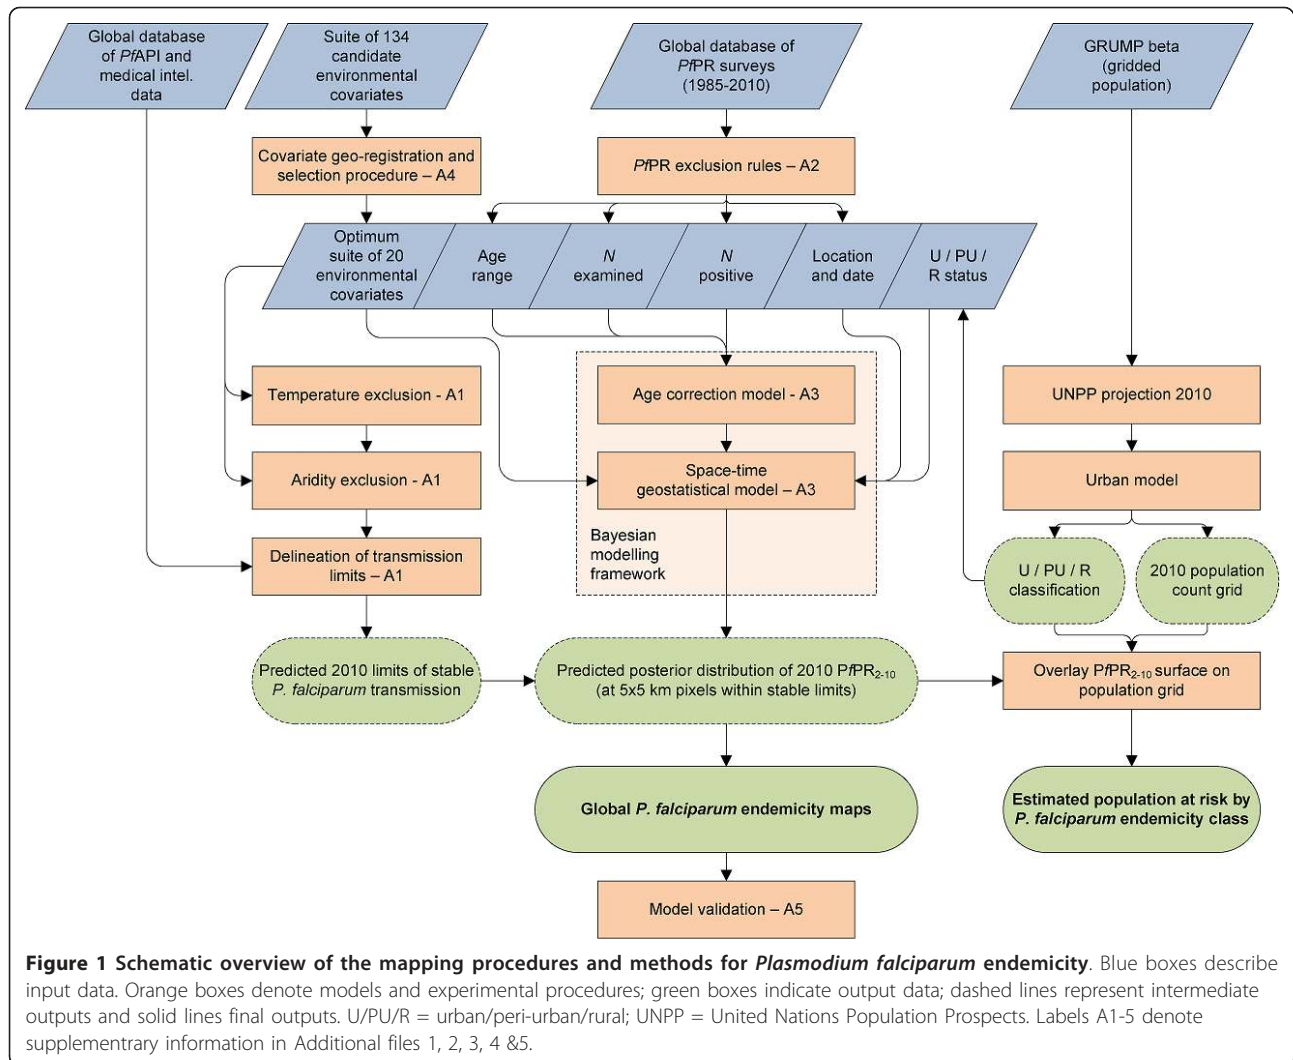 Global database
of PfAPI and
medical intel.
data
Suite of 134
candidate
environmental
covariates
Global database of
PfPR surveys
(1985-2010)
GRUMP beta
(gridded
population)
Covariate geo-registration and
selection procedure – A4
PfPR exclusion rules – A2
Optimum
suite of 20
environmental
covariates
Age
range
N
examined
N
positive
Location
and date
U / PU /
R status
Temperature exclusion - A1
Age correction model - A3
UNPP projection 2010
Aridity exclusion - A1
Space-time
geostatistical model – A3
Urban model
Bayesian
modelling
framework
Delineation of transmission
limits – A1
U / PU / R
classification
2010 population
count grid
Predicted 2010 limits of stable
P. falciparum transmission
Predicted posterior distribution of 2010 PfPR2-10
(at 5x5 km pixels within stable limits)
Overlay PfPR2-10 surface on
population grid
Global P. falciparum endemicity maps
Estimated population at risk by
P. falciparum endemicity class
Model validation – A5
Figure 1 Schematic overview of the mapping procedures and methods for Plasmodium falciparum endemicity. Blue boxes describe
input data. Orange boxes denote models and experimental procedures; green boxes indicate output data; dashed lines represent intermediate
outputs and solid lines final outputs. U/PU/R = urban/peri-urban/rural; UNPP = United Nations Population Prospects. Labels A1-5 denote
supplementrary information in Additional files 1, 2, 3, 4 &5.